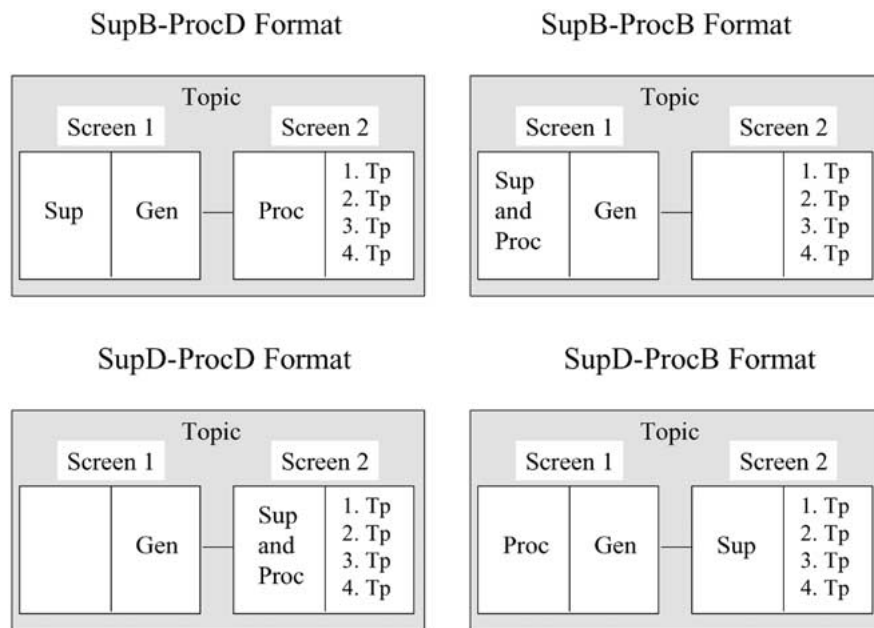 SupB-ProcD Format
Topic
Screen 1
Screen 2
Sup
Gen
Proc
1. Tp
2. Tp
3. Tp
4. Tp
SupB-ProcB Format
Topic
Screen 1
Screen 2
Sup
and
Proc
Gen
1. Tp
2. Tp
3. Tp
4. Tp
SupD-ProcD Format
Topic
Screen 1
Screen 2
Gen
Sup
and
Proc
1. Tp
2. Tp
3. Tp
4. Tp
SupD-ProcB Format
Topic
Screen 1
Screen 2
Proc
Gen
Sup
1. Tp
2. Tp
3. Tp
4. Tp